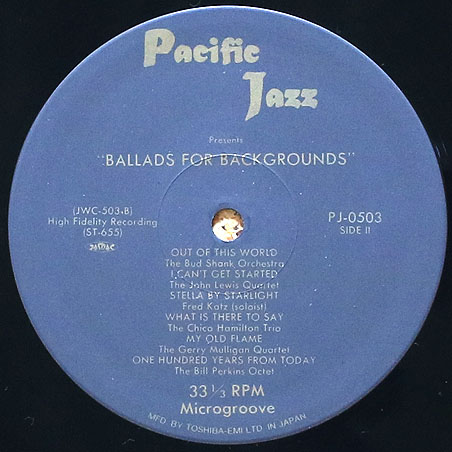 Pacific
Jazz
Presents
"BALLADS FOR BACKGROUNDS"
(JWC-503.B)
High Fidelity Recording
(ST-655)
PJ-0503
SIDE II
OUT OF THIS WORLD
The Bud Shank Orchestra
I CAN'T GET STARTED
The John Lewis Quartet
STELLA BY STARLIGHT
Fred Katz (soloist)
WHAT IS THERE TO SAY
The Chico Hamilton Trio
MY OLD FLAME
The Gerry Mulligan Quartet
ONE HUNDRED YEARS FROM TODAY
The Bill Perkins Octet
33 1/3 RPM
Microgroove
MFD. BY TOSHIBA-EMI LTD IN JAPAN